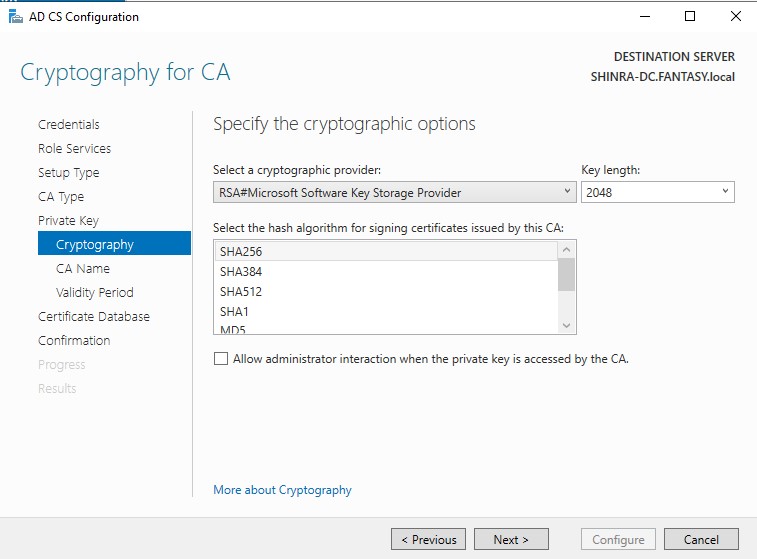 AD CS Configuration
Cryptography for CA
DESTINATION SERVER
SHINRA-DC.FANTASY.local
Credentials
Role Services
Setup Type
CA Type
Private Key
Cryptography
CA Name
Validity Period
Certificate Database
Confirmation
Progress
Results
Specify the cryptographic options
Select a cryptographic provider:
Key length:
RSA#Microsoft Software Key Storage Provider
2048
Select the hash algorithm for signing certificates issued by this CA:
SHA256
SHA384
SHA512
SHA1
MD5
Allow administrator interaction when the private key is accessed by the CA.
More about Cryptography
< Previous
Next >
Configure
Cancel